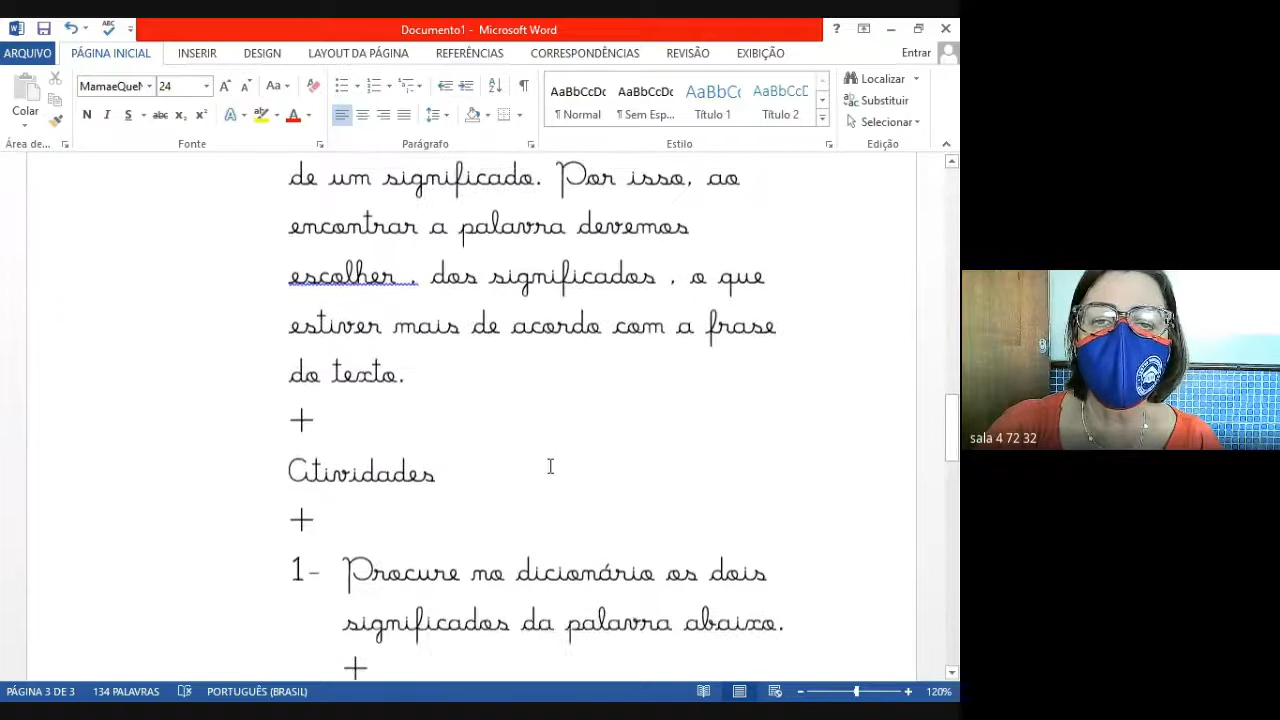 Documento1 - Microsoft Word
ARQUIVO PÁGINA INICIAL INSERIR DESIGN LAYOUT DA PÁGINA REFERÊNCIAS CORRESPONDÊNCIAS REVISÃO EXIBIÇÃO Entrar
MamaeQueN 24 Aa
Colar
N I S abc x₂ x² A A
AaBbCcDc AaBbCcDc AaBbC AaBbCcD
¶ Normal ¶ Sem Esp... Título 1 Título 2
Localizar
Substituir
Selecionar
Área de... Fonte Parágrafo Estilo Edição
de um significado. Por isso, ao
encontrar a palavra devemos
escolher , dos significados , o que
estiver mais de acordo com a frase
do texto.
+
Atividades
+
1- Procure no dicionário os dois
significados da palavra abaixo.
+
sala 4 72 32
PÁGINA 3 DE 3 134 PALAVRAS PORTUGUÊS (BRASIL) 120%